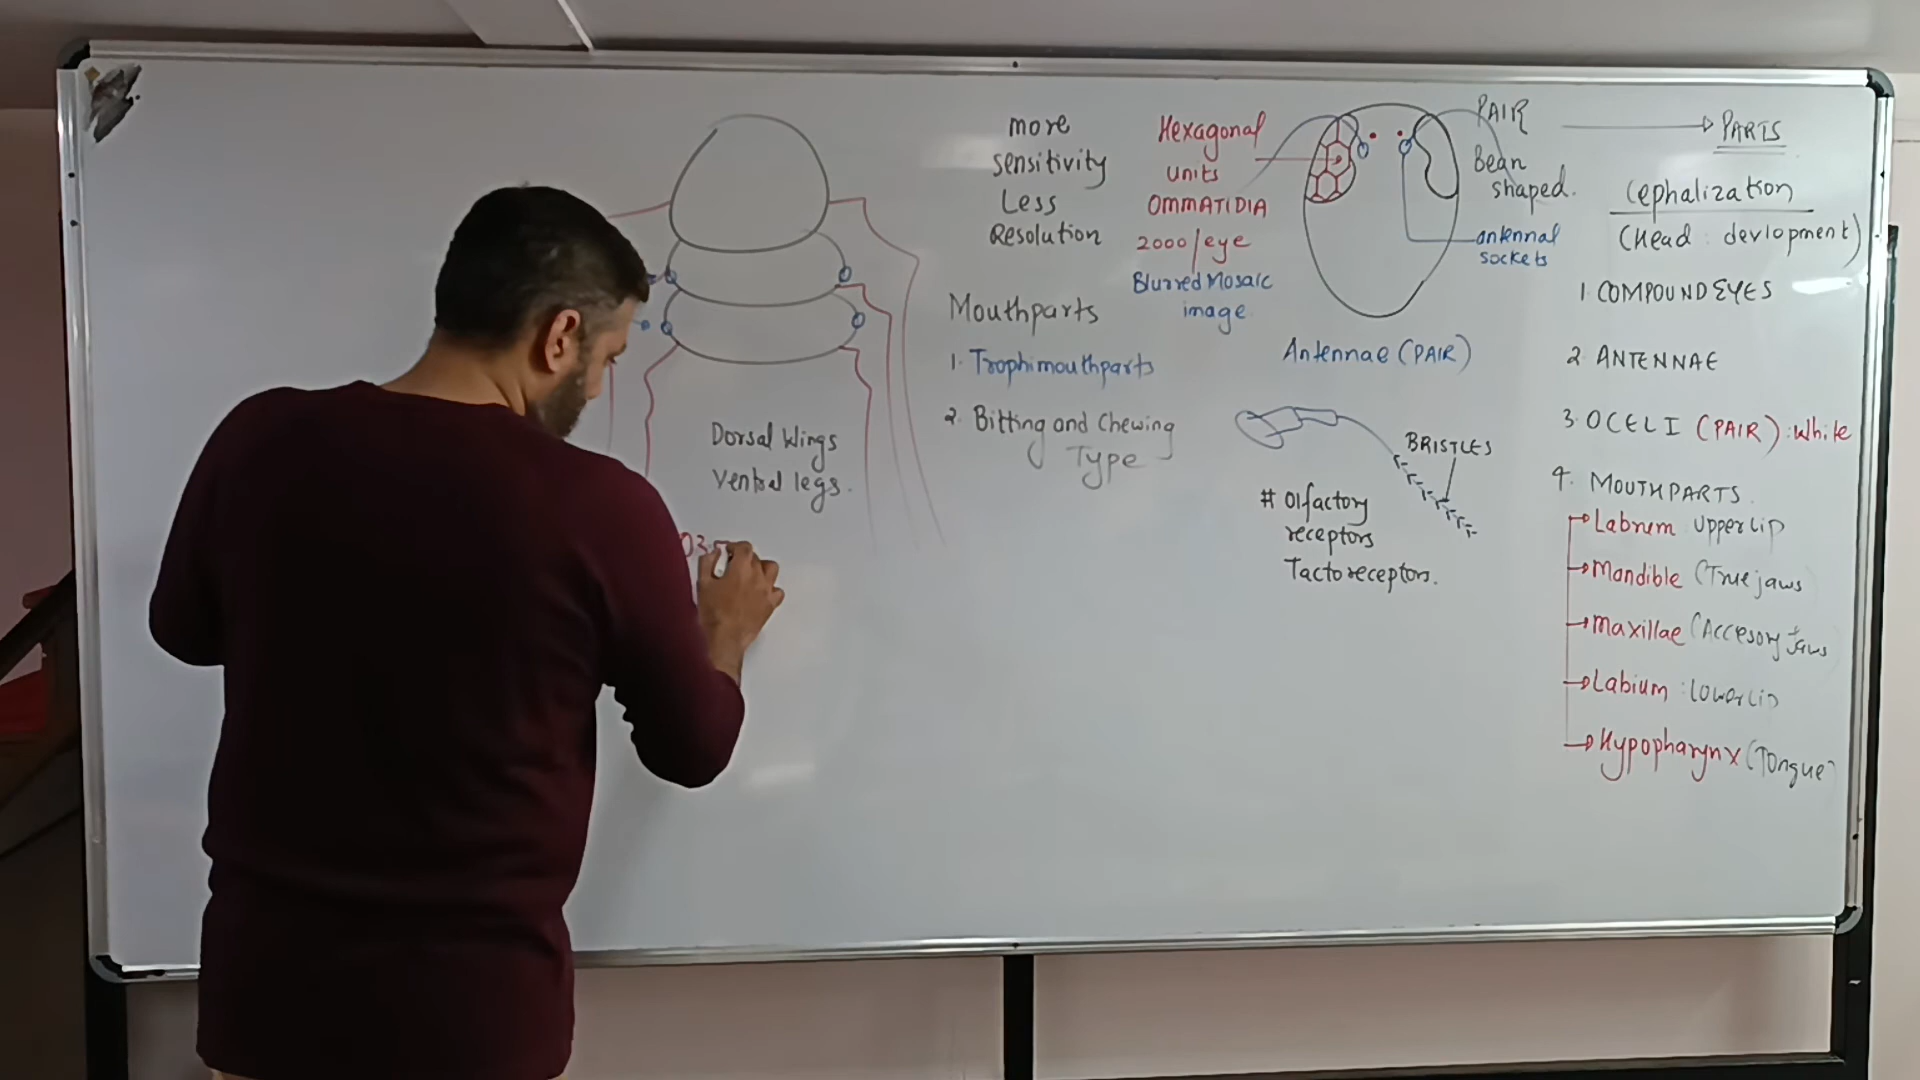 more
sensitivity
Less
Resolution
Hexagonal
units
OMMATIDIA
2000/eye
Blurred Mosaic
image
PAIR
Bean
shaped.
antennal
sockets
PARTS
Cephalization
(Head : devlopment)
1. COMPOUND EYES
2 ANTENNAE
3. OCELI (PAIR) : White
4. MOUTHPARTS.
Labrum : upper lip
Mandible (True jaws
Maxillae (Accesory Jaws
Labium : Lower lip
Hypopharynx (Tongue)
Mouthparts
1. Trophimouthparts
2. Bitting and Chewing
Type
Antennae (PAIR)
BRISTLES
# Olfactory
receptors
Tactoreceptors.
Dorsal Wings
Ventral legs.
03